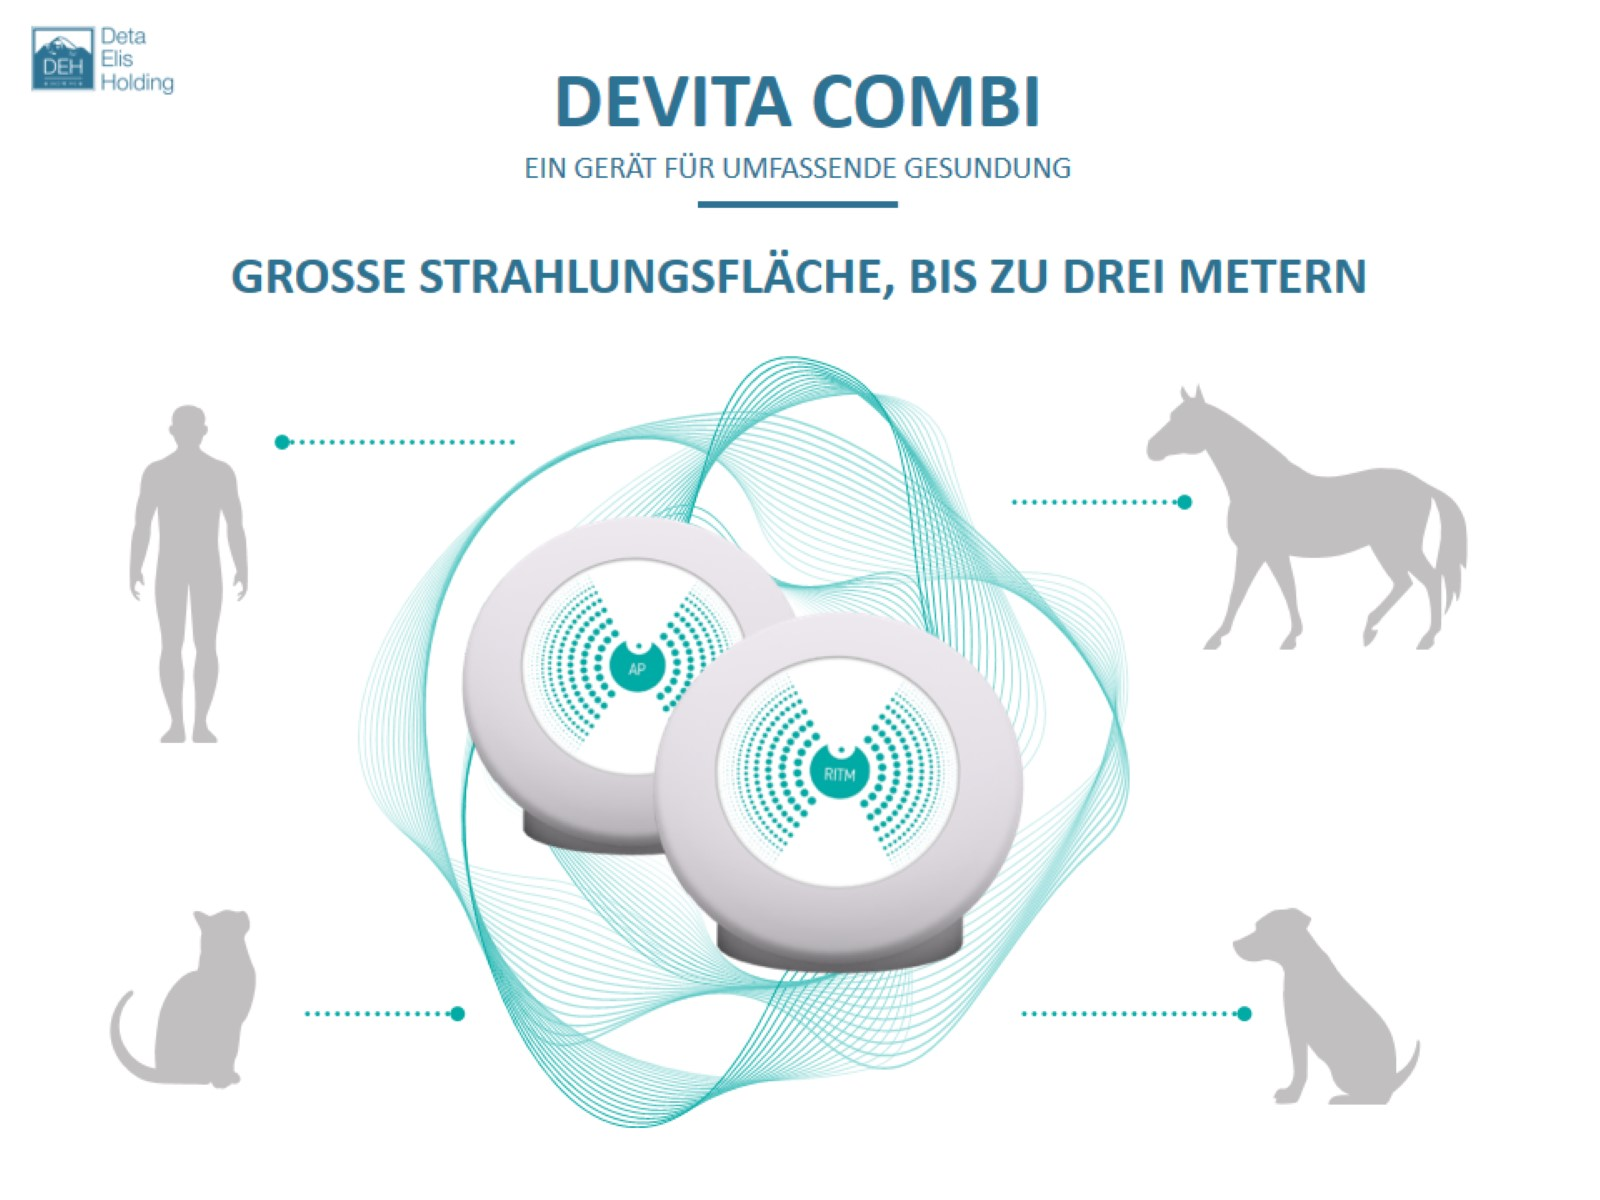 Deta
Elis
Holding
DEH
DEVITA COMBI
EIN GERÄT FÜR UMFASSENDE GESUNDUNG
GROSSE STRAHLUNGSFLÄCHE, BIS ZU DREI METERN
AP
RITM